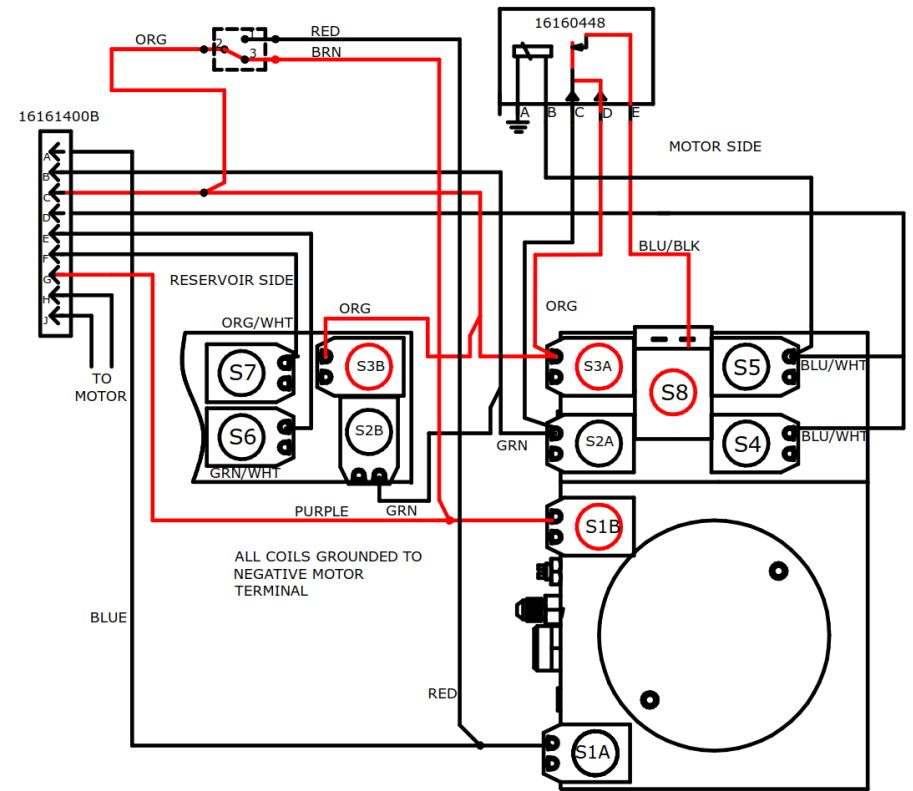 16160448
ORG
RED
1
2
3
BRN
16161400B
A
B
C
D
E
MOTOR SIDE
A
B
C
D
E
F
G
H
J
BLU/BLK
RESERVOIR SIDE
ORG
ORG
ORG/WHT
S7
S3B
S3A
S8
S5
BLU/WHT
TO
MOTOR
S6
S2B
S2A
S4
BLU/WHT
GRN
GRN/WHT
PURPLE
GRN
S1B
ALL COILS GROUNDED TO
NEGATIVE MOTOR
TERMINAL
BLUE
RED
S1A